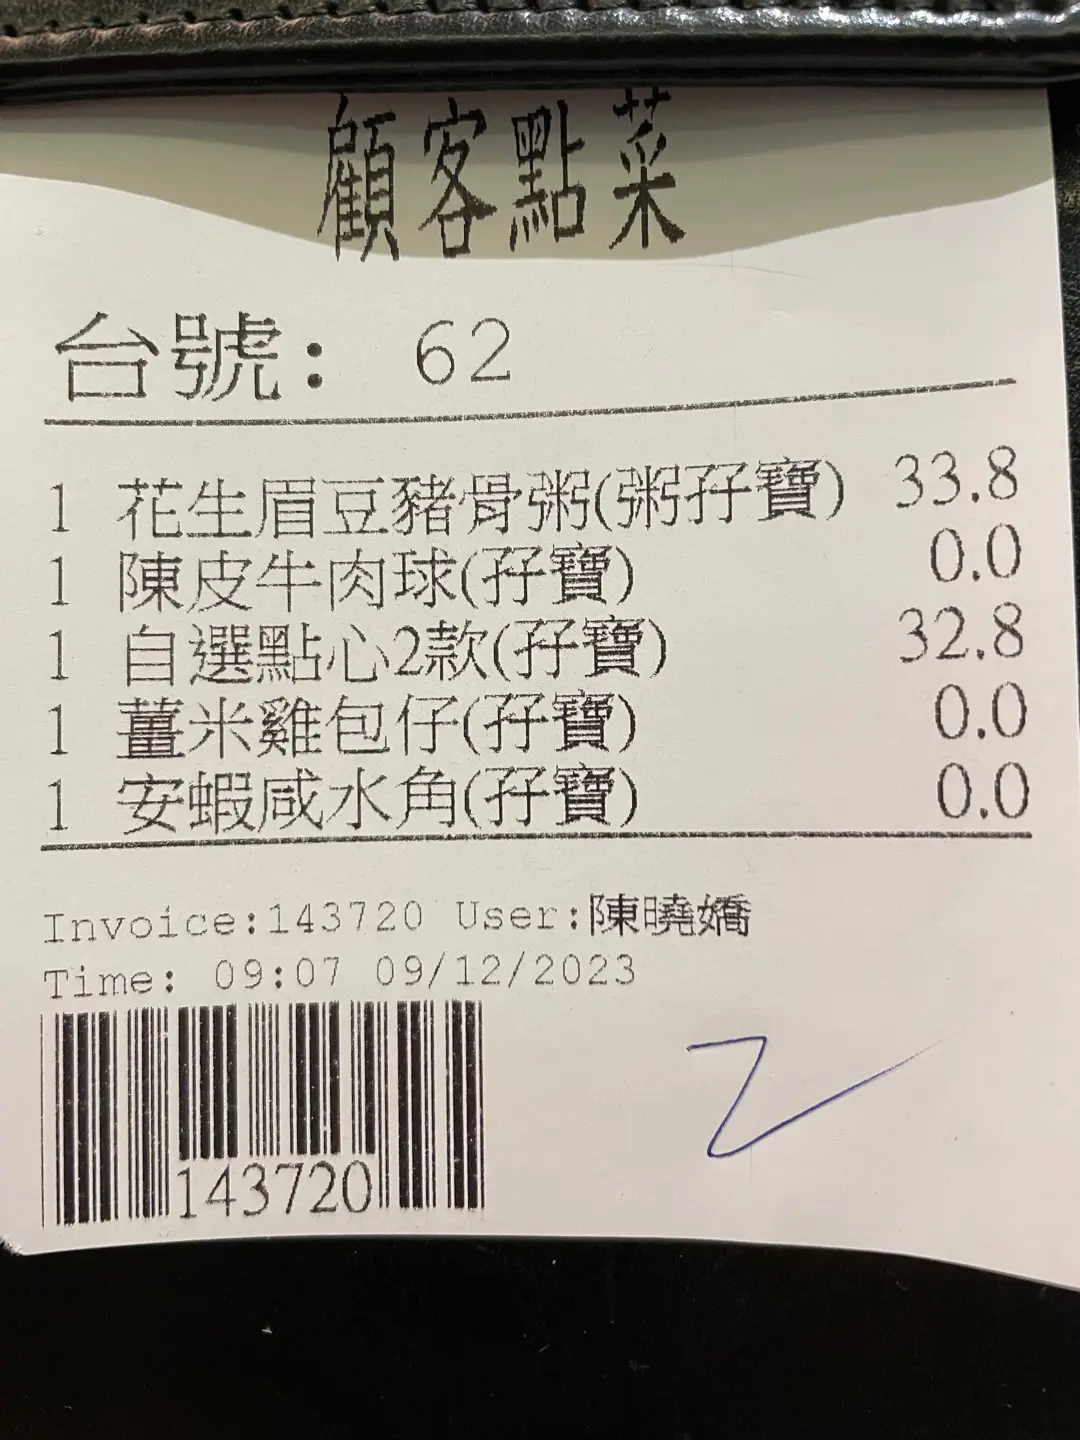 顧客點菜
台號: 62
1 花生眉豆豬骨粥(粥孖寶) 33.8
1 陳皮牛肉球(孖寶) 0.0
1 自選點心2款(孖寶) 32.8
1 薑米雞包仔(孖寶) 0.0
1 安蝦咸水角(孖寶) 0.0
Invoice:143720 User:陳曉嬌
Time: 09:07 09/12/2023
143720